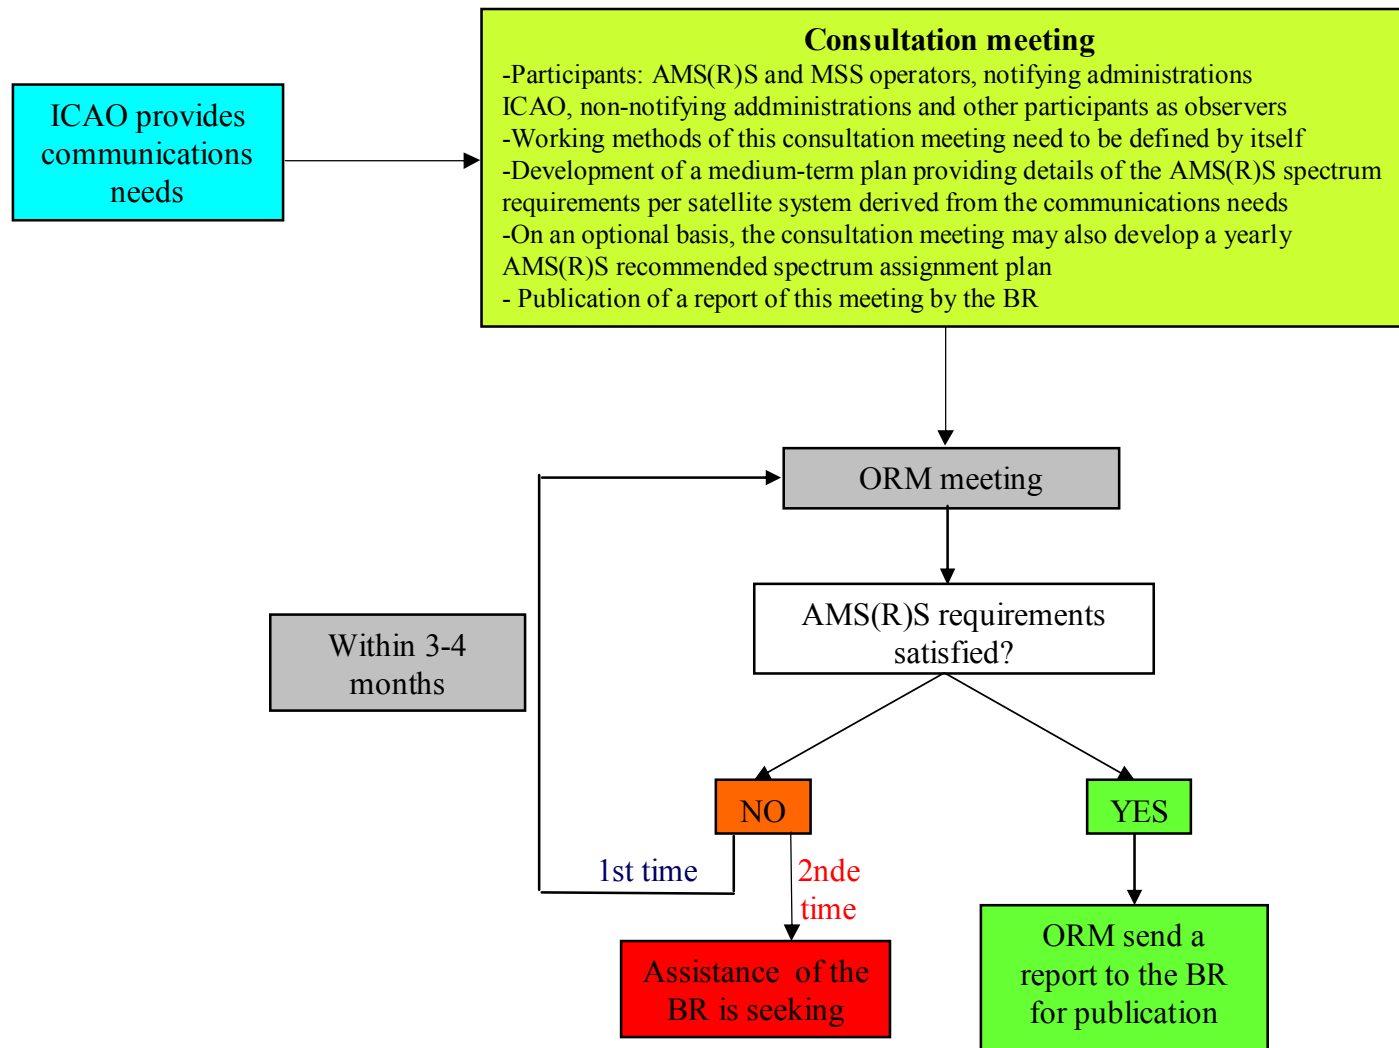 ICAO provides
communications
needs
Consultation meeting
-Participants: AMS(R)S and MSS operators, notifying administrations
ICAO, non-notifying addministrations and other participants as observers
-Working methods of this consultation meeting need to be defined by itself
-Development of a medium-term plan providing details of the AMS(R)S spectrum
requirements per satellite system derived from the communications needs
-On an optional basis, the consultation meeting may also develop a yearly
AMS(R)S recommended spectrum assignment plan
- Publication of a report of this meeting by the BR
ORM meeting
AMS(R)S requirements
satisfied?
Within 3-4
months
NO
YES
1st time
2nde
time
Assistance of the
BR is seeking
ORM send a
report to the BR
for publication